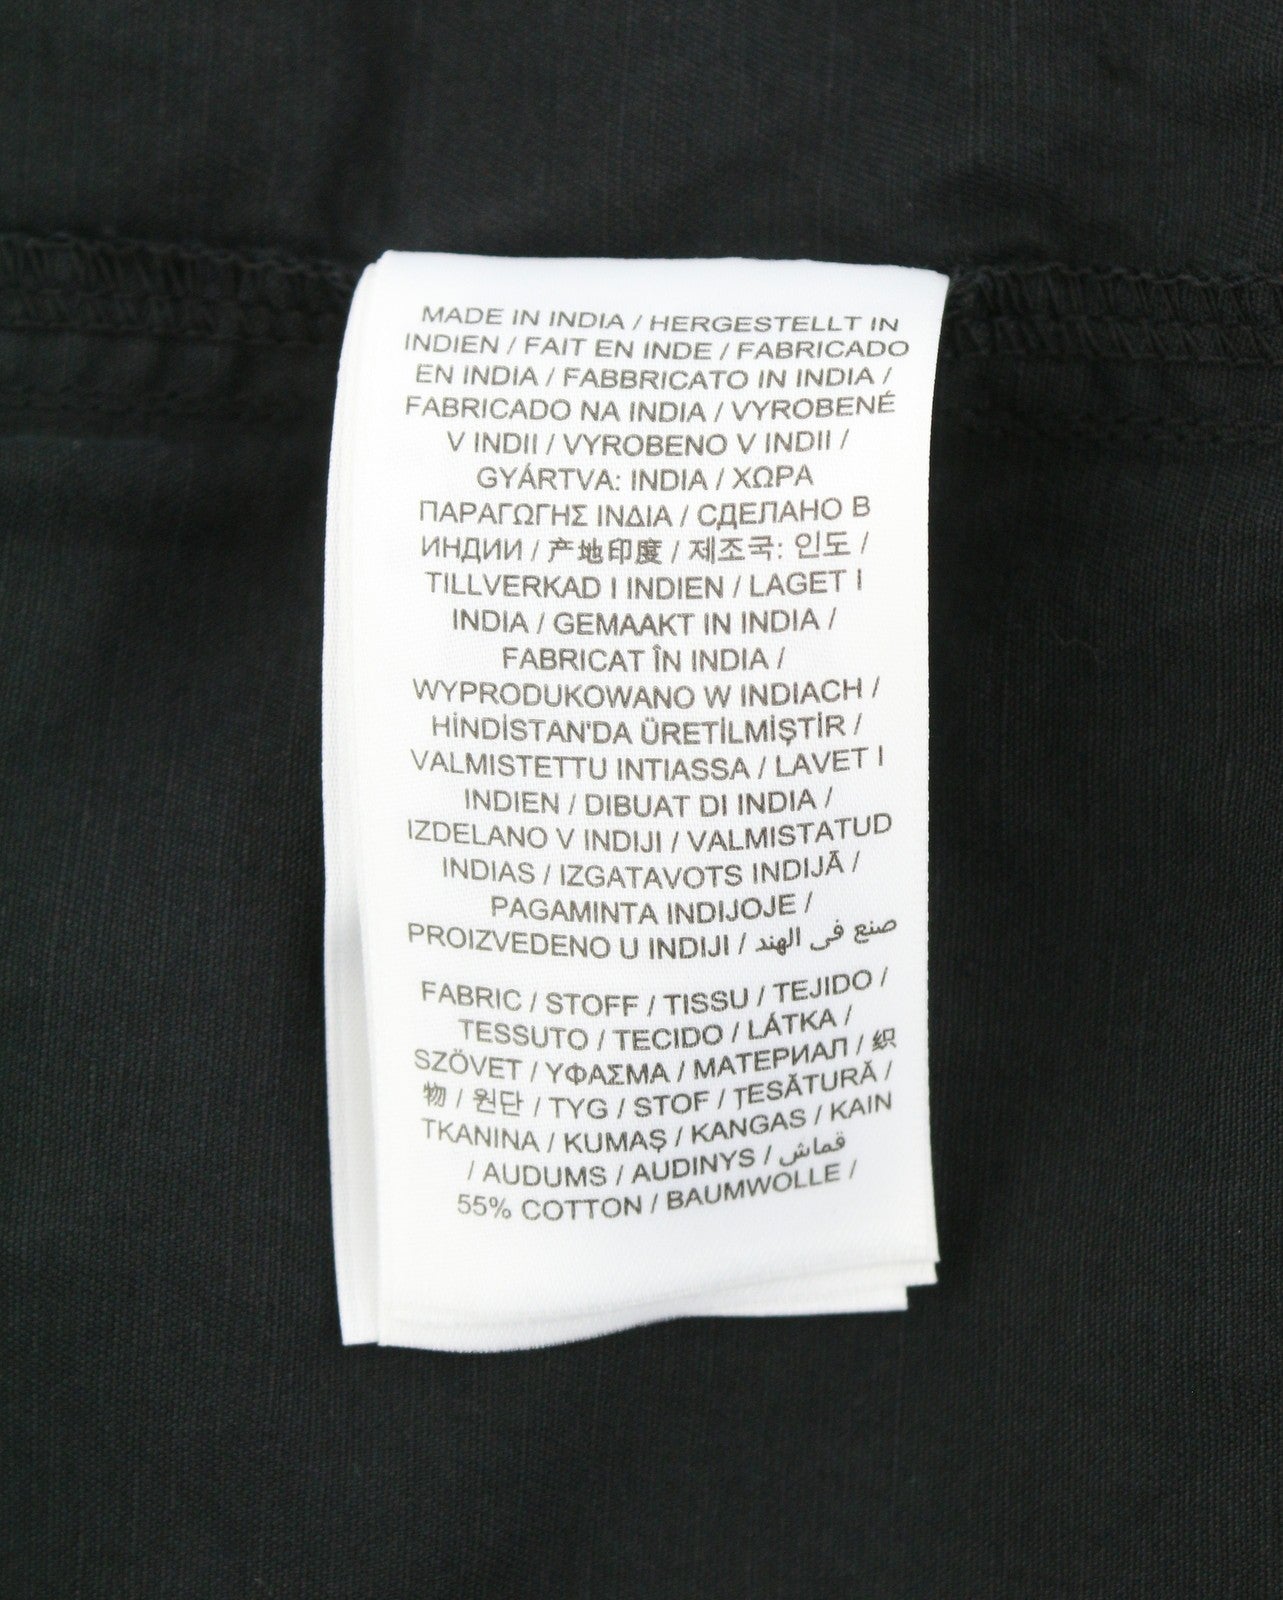 MADE IN INDIA / HERGESTELLT IN
INDIEN / FAIT EN INDE / FABRICADO
EN INDIA / FABBRICATO IN INDIA /
FABRICADO NA INDIA / VYROBENÉ
V INDII / VYROBENO V INDII /
GYÁRTVA: INDIA / ΧΩΡΑ
ΠΑΡΑΓΩΓΗΣ ΙΝΔΙΑ / СДЕЛАНО В
ИНДИИ / 产地印度 / 제조국: 인도 /
TILLVERKAD I INDIEN / LAGET I
INDIA / GEMAAKT IN INDIA /
FABRICAT ÎN INDIA /
WYPRODUKOWANO W INDIACH /
HİNDİSTAN'DA ÜRETİLMİŞTİR /
VALMISTETTU INTIASSA / LAVET I
INDIEN / DIBUAT DI INDIA /
IZDELANO V INDIJI / VALMISTATUD
INDIAS / IZGATAVOTS INDIJĀ /
PAGAMINTA INDIJOJE /
PROIZVEDENO U INDIJI / صنع في الهند
FABRIC / STOFF / TISSU / TEJIDO /
TESSUTO / TECIDO / LÁTKA /
SZÖVET / ΥΦΑΣΜΑ / МАТЕРИАЛ / 织
物 / 원단 / TYG / STOF / ȚESĂTURĂ /
TKANINA / KUMAŞ / KANGAS / KAIN
/ AUDUMS / AUDINYS / قماش
55% COTTON / BAUMWOLLE /